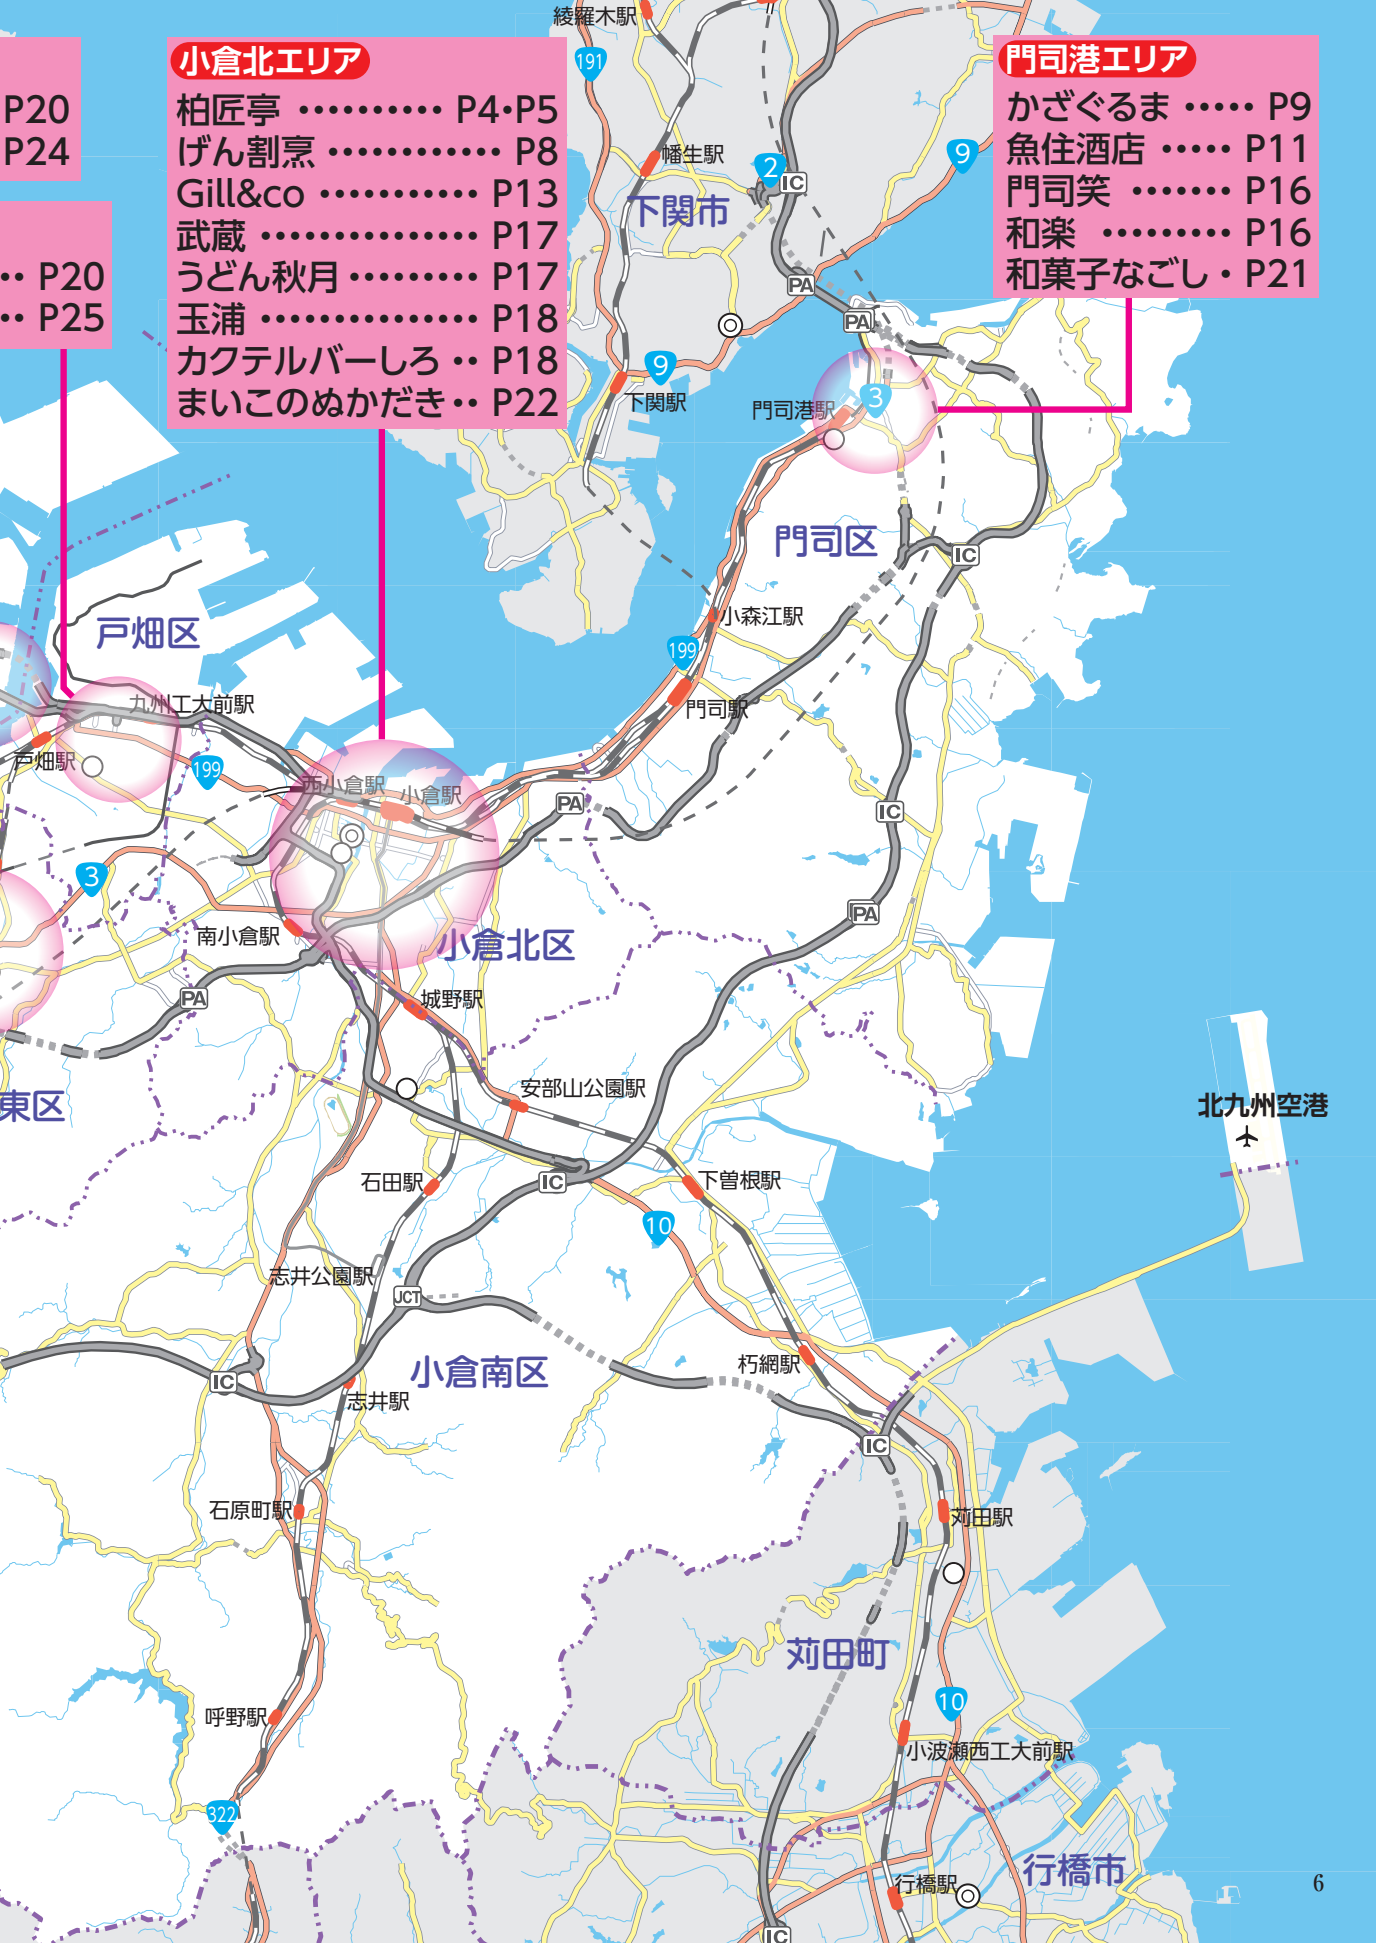 P20
P24
‥ P20
‥ P25
小倉北エリア
柏匠亭 ‥‥‥‥‥ P4・P5
げん割烹 ‥‥‥‥‥‥ P8
Gill&co ‥‥‥‥‥‥ P13
武蔵 ‥‥‥‥‥‥‥‥ P17
うどん秋月 ‥‥‥‥‥ P17
玉浦 ‥‥‥‥‥‥‥‥ P18
カクテルバーしろ ‥ P18
まいこのぬかだき ‥ P22
門司港エリア
かざぐるま ‥‥‥ P9
魚住酒店 ‥‥‥ P11
門司笑 ‥‥‥‥ P16
和楽 ‥‥‥‥‥ P16
和菓子なごし・P21
綾羅木駅
191
幡生駅
2
IC
9
下関市
PA
PA
9
下関駅
門司港駅
3
門司区
IC
戸畑区
小森江駅
199
九州工大前駅
門司駅
戸畑駅
199
西小倉駅
小倉駅
PA
IC
3
PA
南小倉駅
小倉北区
PA
城野駅
安部山公園駅
東区
北九州空港
石田駅
IC
下曽根駅
10
志井公園駅
JCT
朽網駅
小倉南区
IC
志井駅
IC
石原町駅
苅田駅
苅田町
10
呼野駅
小波瀬西工大前駅
322
行橋市
行橋駅
IC
6